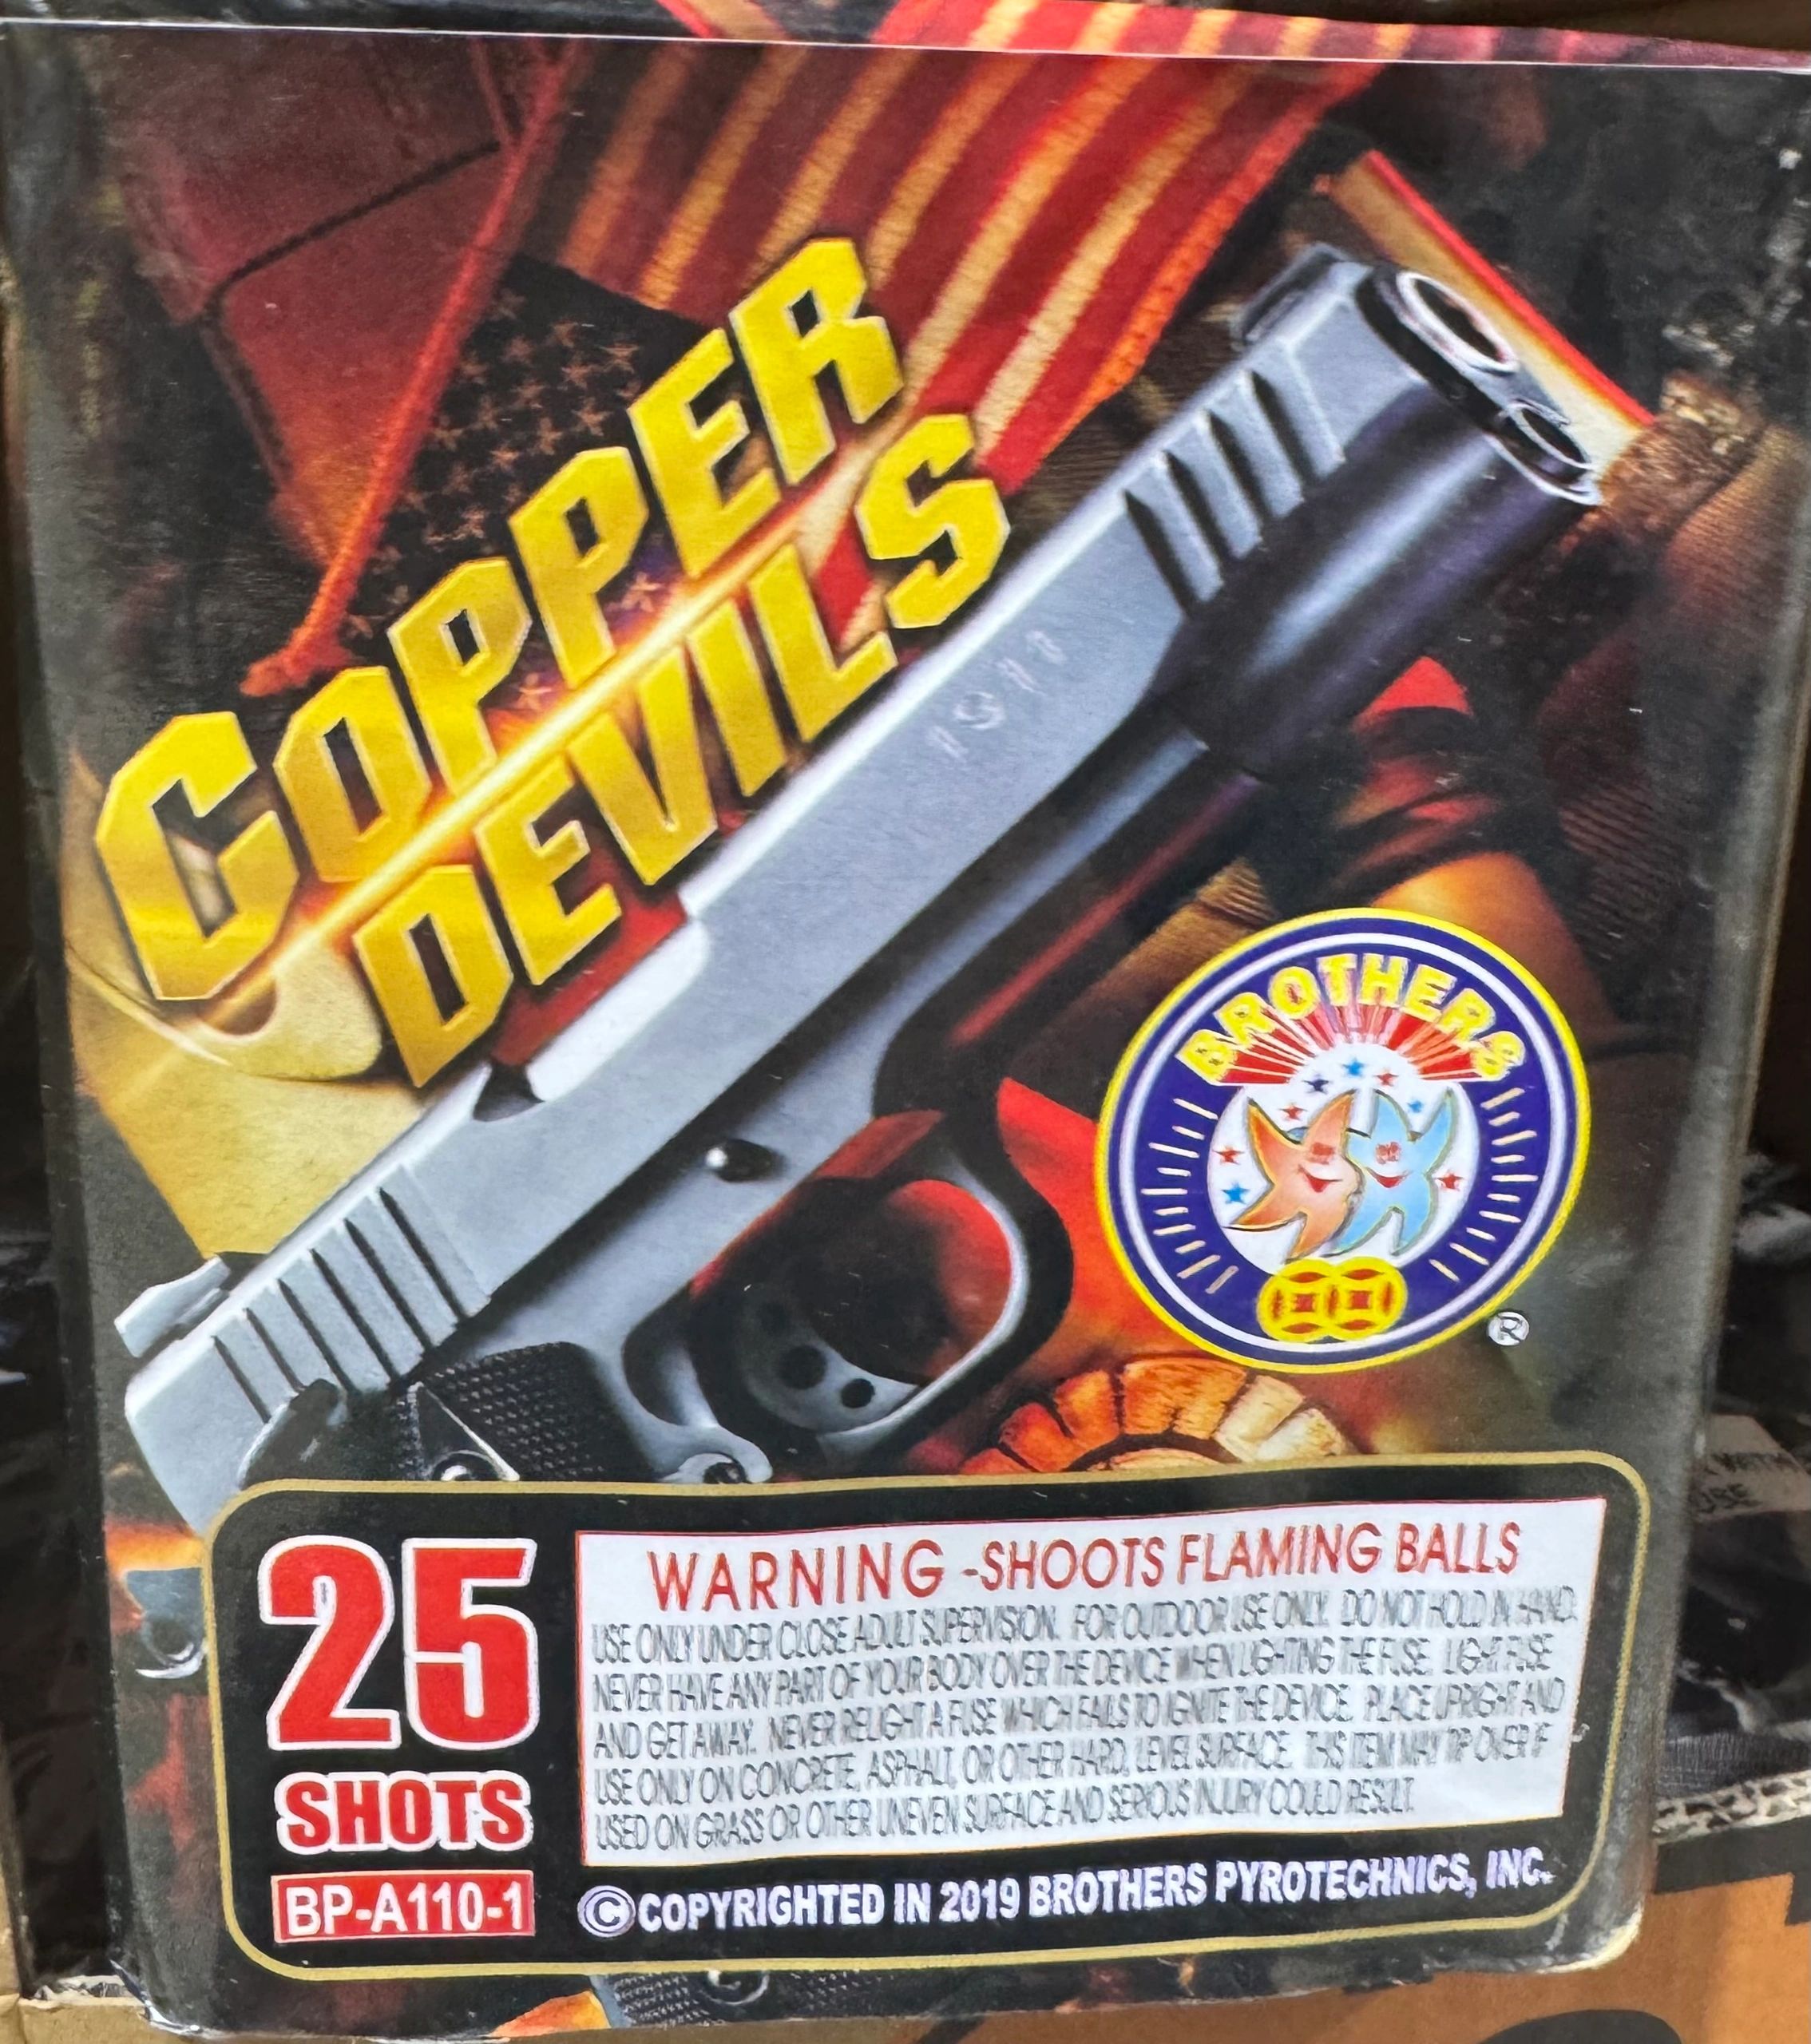 COPPER
DEVILS
1911
BROTHERS
®
25
SHOTS
BP-A110-1
WARNING -SHOOTS FLAMING BALLS
USE ONLY UNDER CLOSE ADULT SUPERVISION. FOR OUTDOOR USE ONLY. DO NOT HOLD IN HAND.
NEVER HAVE ANY PART OF YOUR BODY OVER THE DEVICE WHEN LIGHTING THE FUSE. LIGHT FUSE
AND GET AWAY. NEVER RELIGHT A FUSE WHICH FAILS TO IGNITE THE DEVICE. PLACE UPRIGHT AND
USE ONLY ON CONCRETE, ASPHALT, OR OTHER HARD, LEVEL SURFACE. THIS ITEM MAY TIP OVER IF
USED ON GRASS OR OTHER UNEVEN SURFACE AND SERIOUS INJURY COULD RESULT.
©COPYRIGHTED IN 2019 BROTHERS PYROTECHNICS, INC.